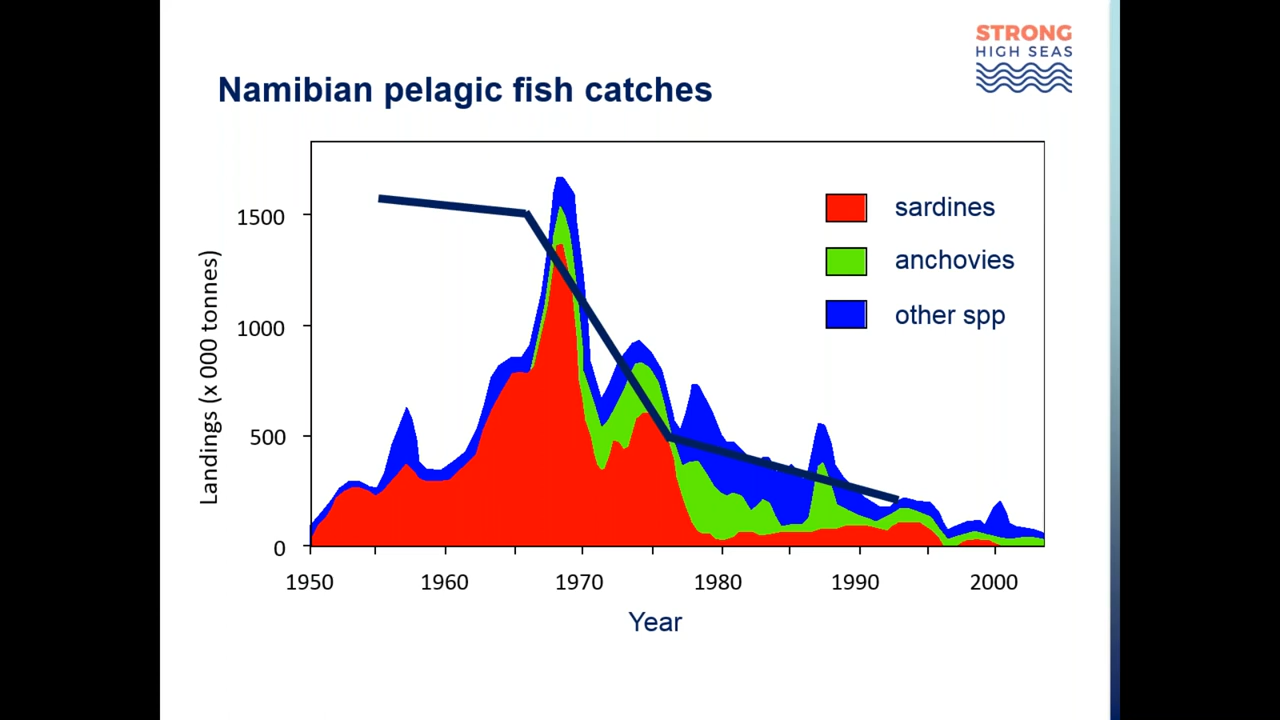 STRONG
HIGH SEAS
Namibian pelagic fish catches
Landings (x 000 tonnes)
1500
1000
500
0
sardines
anchovies
other spp
1950 1960 1970 1980 1990 2000
Year